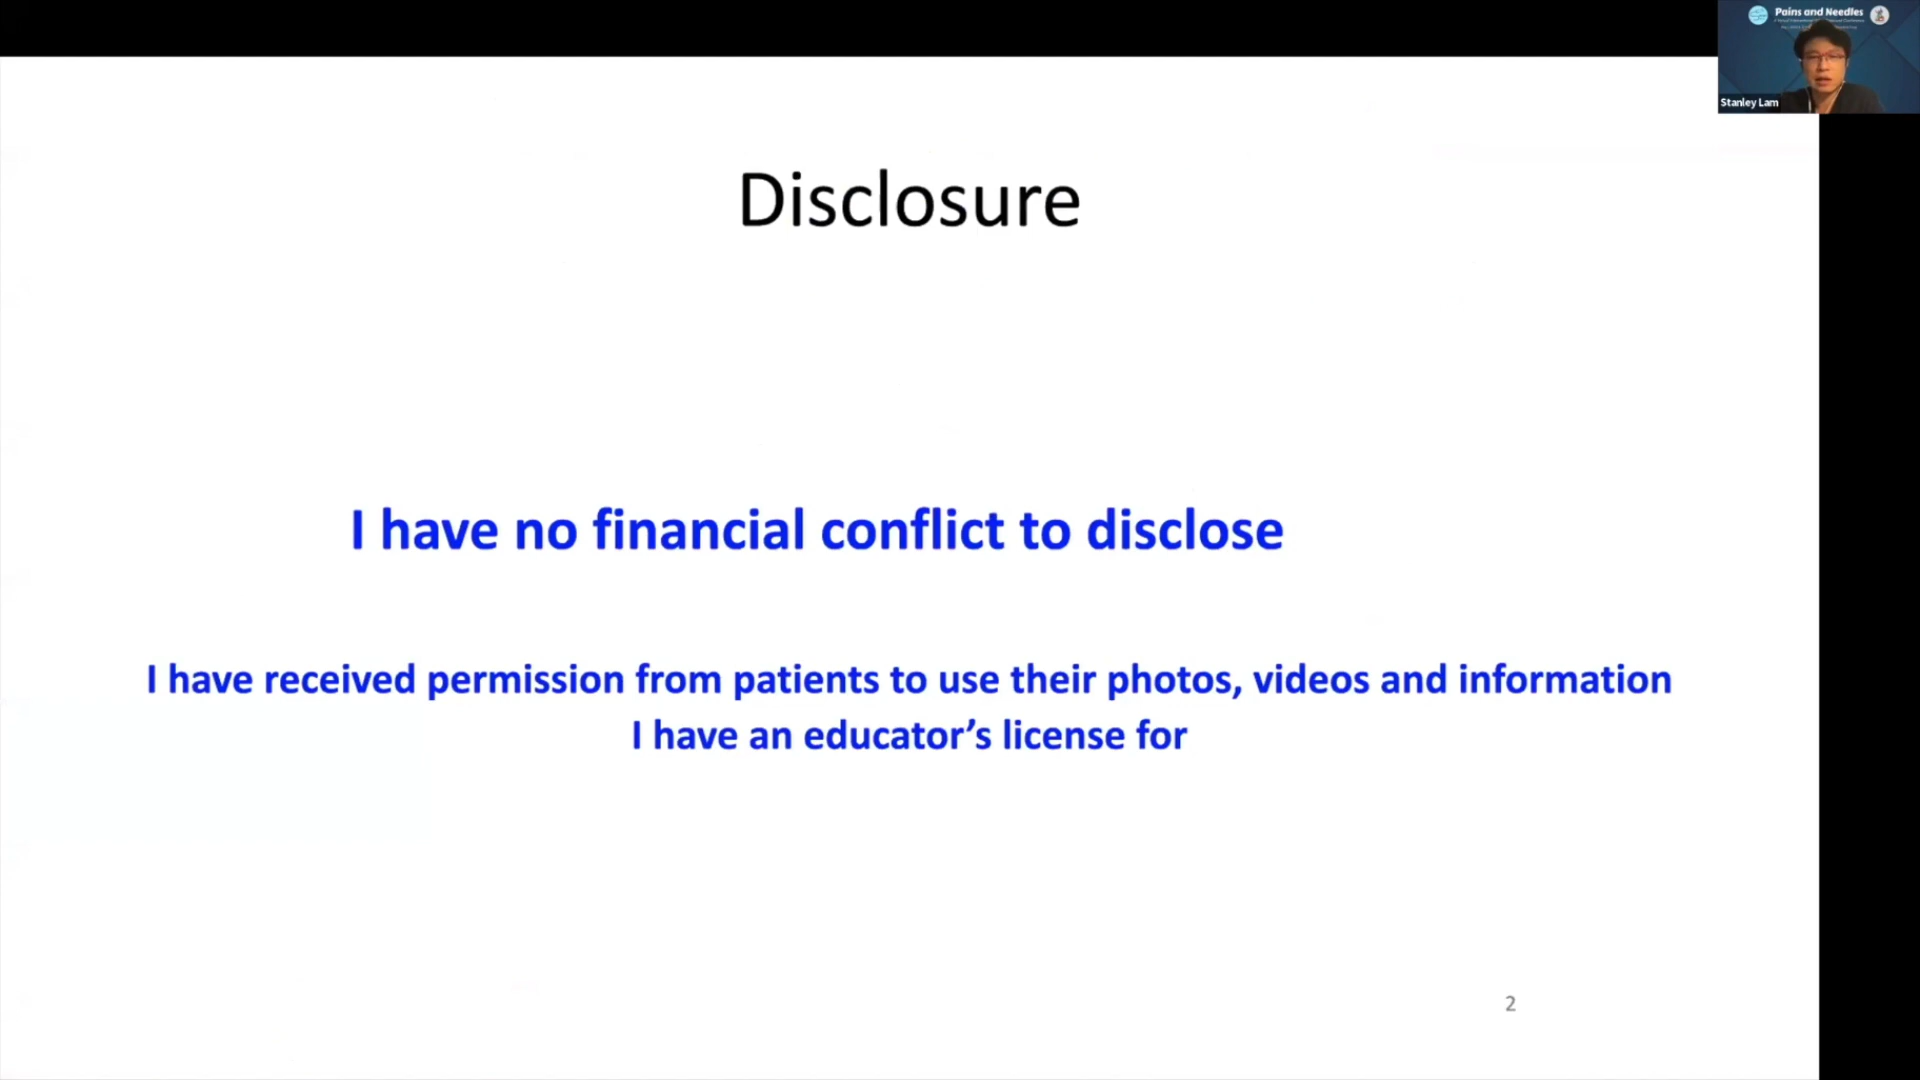 Pains and Needles
Stanley Lam
Disclosure
I have no financial conflict to disclose
I have received permission from patients to use their photos, videos and information
I have an educator’s license for
2